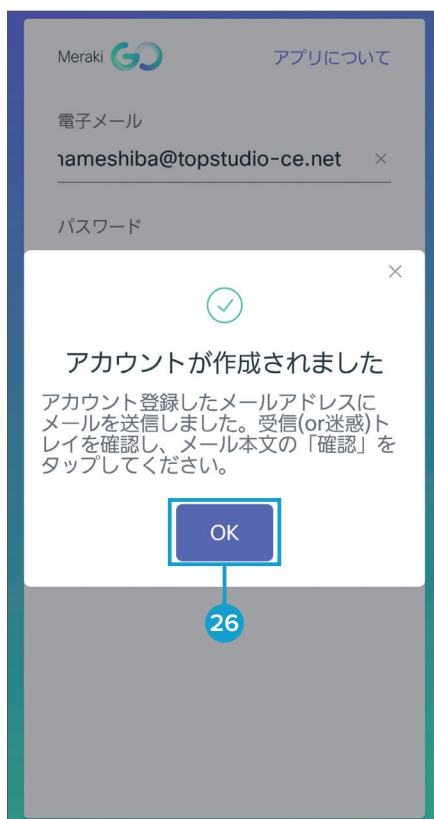 Meraki GO アプリについて
電子メール
nameshiba@topstudio-ce.net ×
パスワード
×
アカウントが作成されました
アカウント登録したメールアドレスに
メールを送信しました。受信(or迷惑)ト
レイを確認し、メール本文の「確認」を
タップしてください。
OK
26